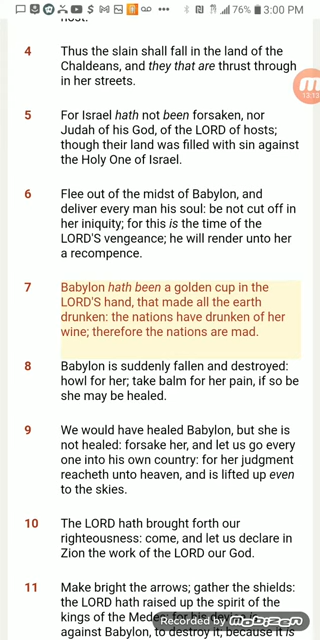 76% 3:00 PM
host.
4 Thus the slain shall fall in the land of the
Chaldeans, and they that are thrust through
in her streets.
13:13
5 For Israel hath not been forsaken, nor
Judah of his God, of the LORD of hosts;
though their land was filled with sin against
the Holy One of Israel.
6 Flee out of the midst of Babylon, and
deliver every man his soul: be not cut off in
her iniquity; for this is the time of the
LORD'S vengeance; he will render unto her
a recompence.
7 Babylon hath been a golden cup in the
LORD'S hand, that made all the earth
drunken: the nations have drunken of her
wine; therefore the nations are mad.
8 Babylon is suddenly fallen and destroyed:
howl for her; take balm for her pain, if so be
she may be healed.
9 We would have healed Babylon, but she is
not healed: forsake her, and let us go every
one into his own country: for her judgment
reacheth unto heaven, and is lifted up even
to the skies.
10 The LORD hath brought forth our
righteousness: come, and let us declare in
Zion the work of the LORD our God.
11 Make bright the arrows; gather the shields:
the LORD hath raised up the spirit of the
kings of the Medes: for his device is
Recorded by Mobizen
against Babylon, to destroy it; because it is